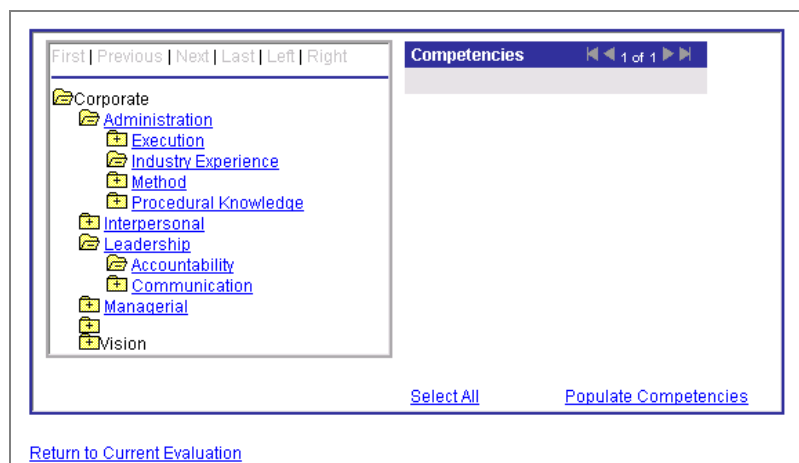 First | Previous | Next | Last | Left | Right
Corporate
Administration
Execution
Industry Experience
Method
Procedural Knowledge
Interpersonal
Leadership
Accountability
Communication
Managerial
Vision
Competencies 1 of 1
Select All Populate Competencies
Return to Current Evaluation